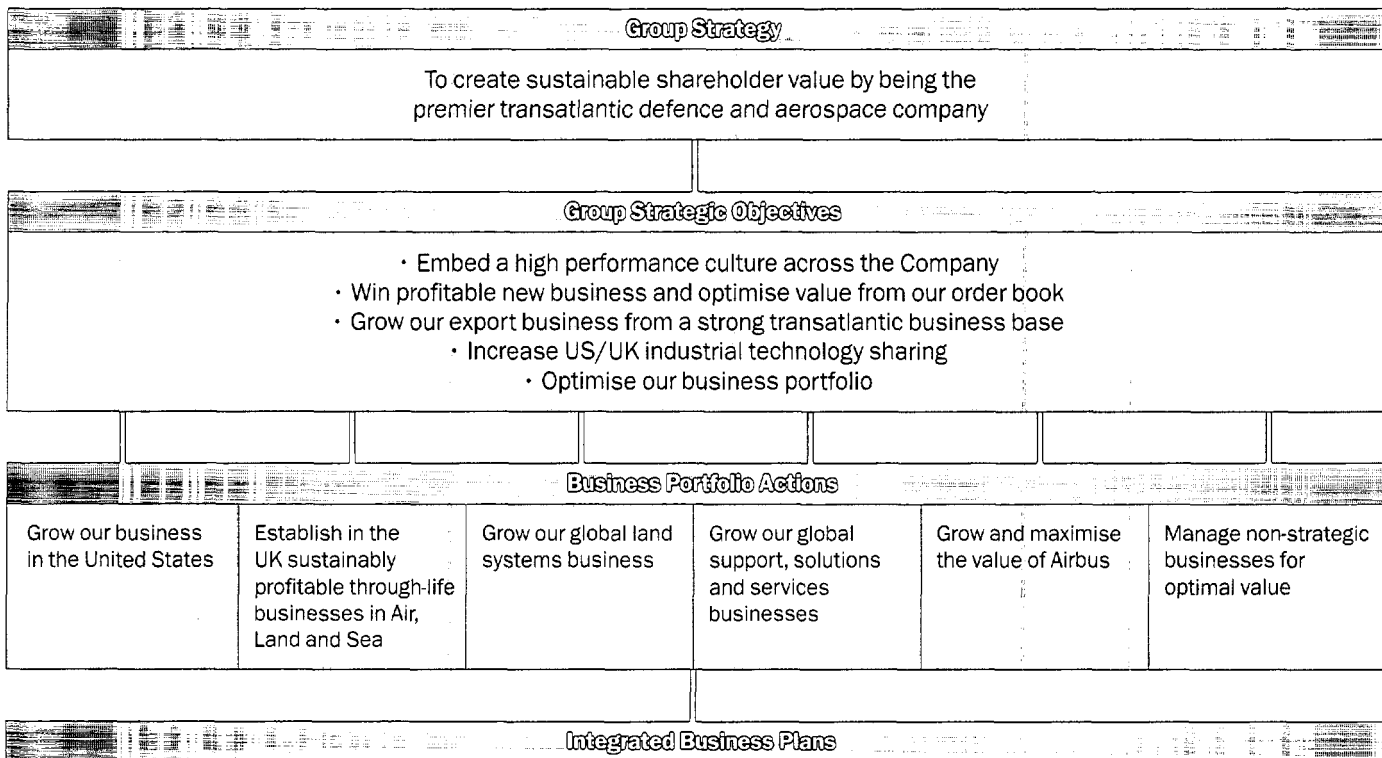 Group Strategy
To create sustainable shareholder value by being the
premier transatlantic defence and aerospace company
Group Strategic Objectives
· Embed a high performance culture across the Company
· Win profitable new business and optimise value from our order book
· Grow our export business from a strong transatlantic business base
· Increase US/UK industrial technology sharing
· Optimise our business portfolio
Business Portfolio Actions
Grow our business
in the United States
Establish in the
UK sustainably
profitable through-life
businesses in Air,
Land and Sea
Grow our global land
systems business
Grow our global
support, solutions
and services
businesses
Grow and maximise
the value of Airbus
Manage non-strategic
businesses for
optimal value
Integrated Business Plans